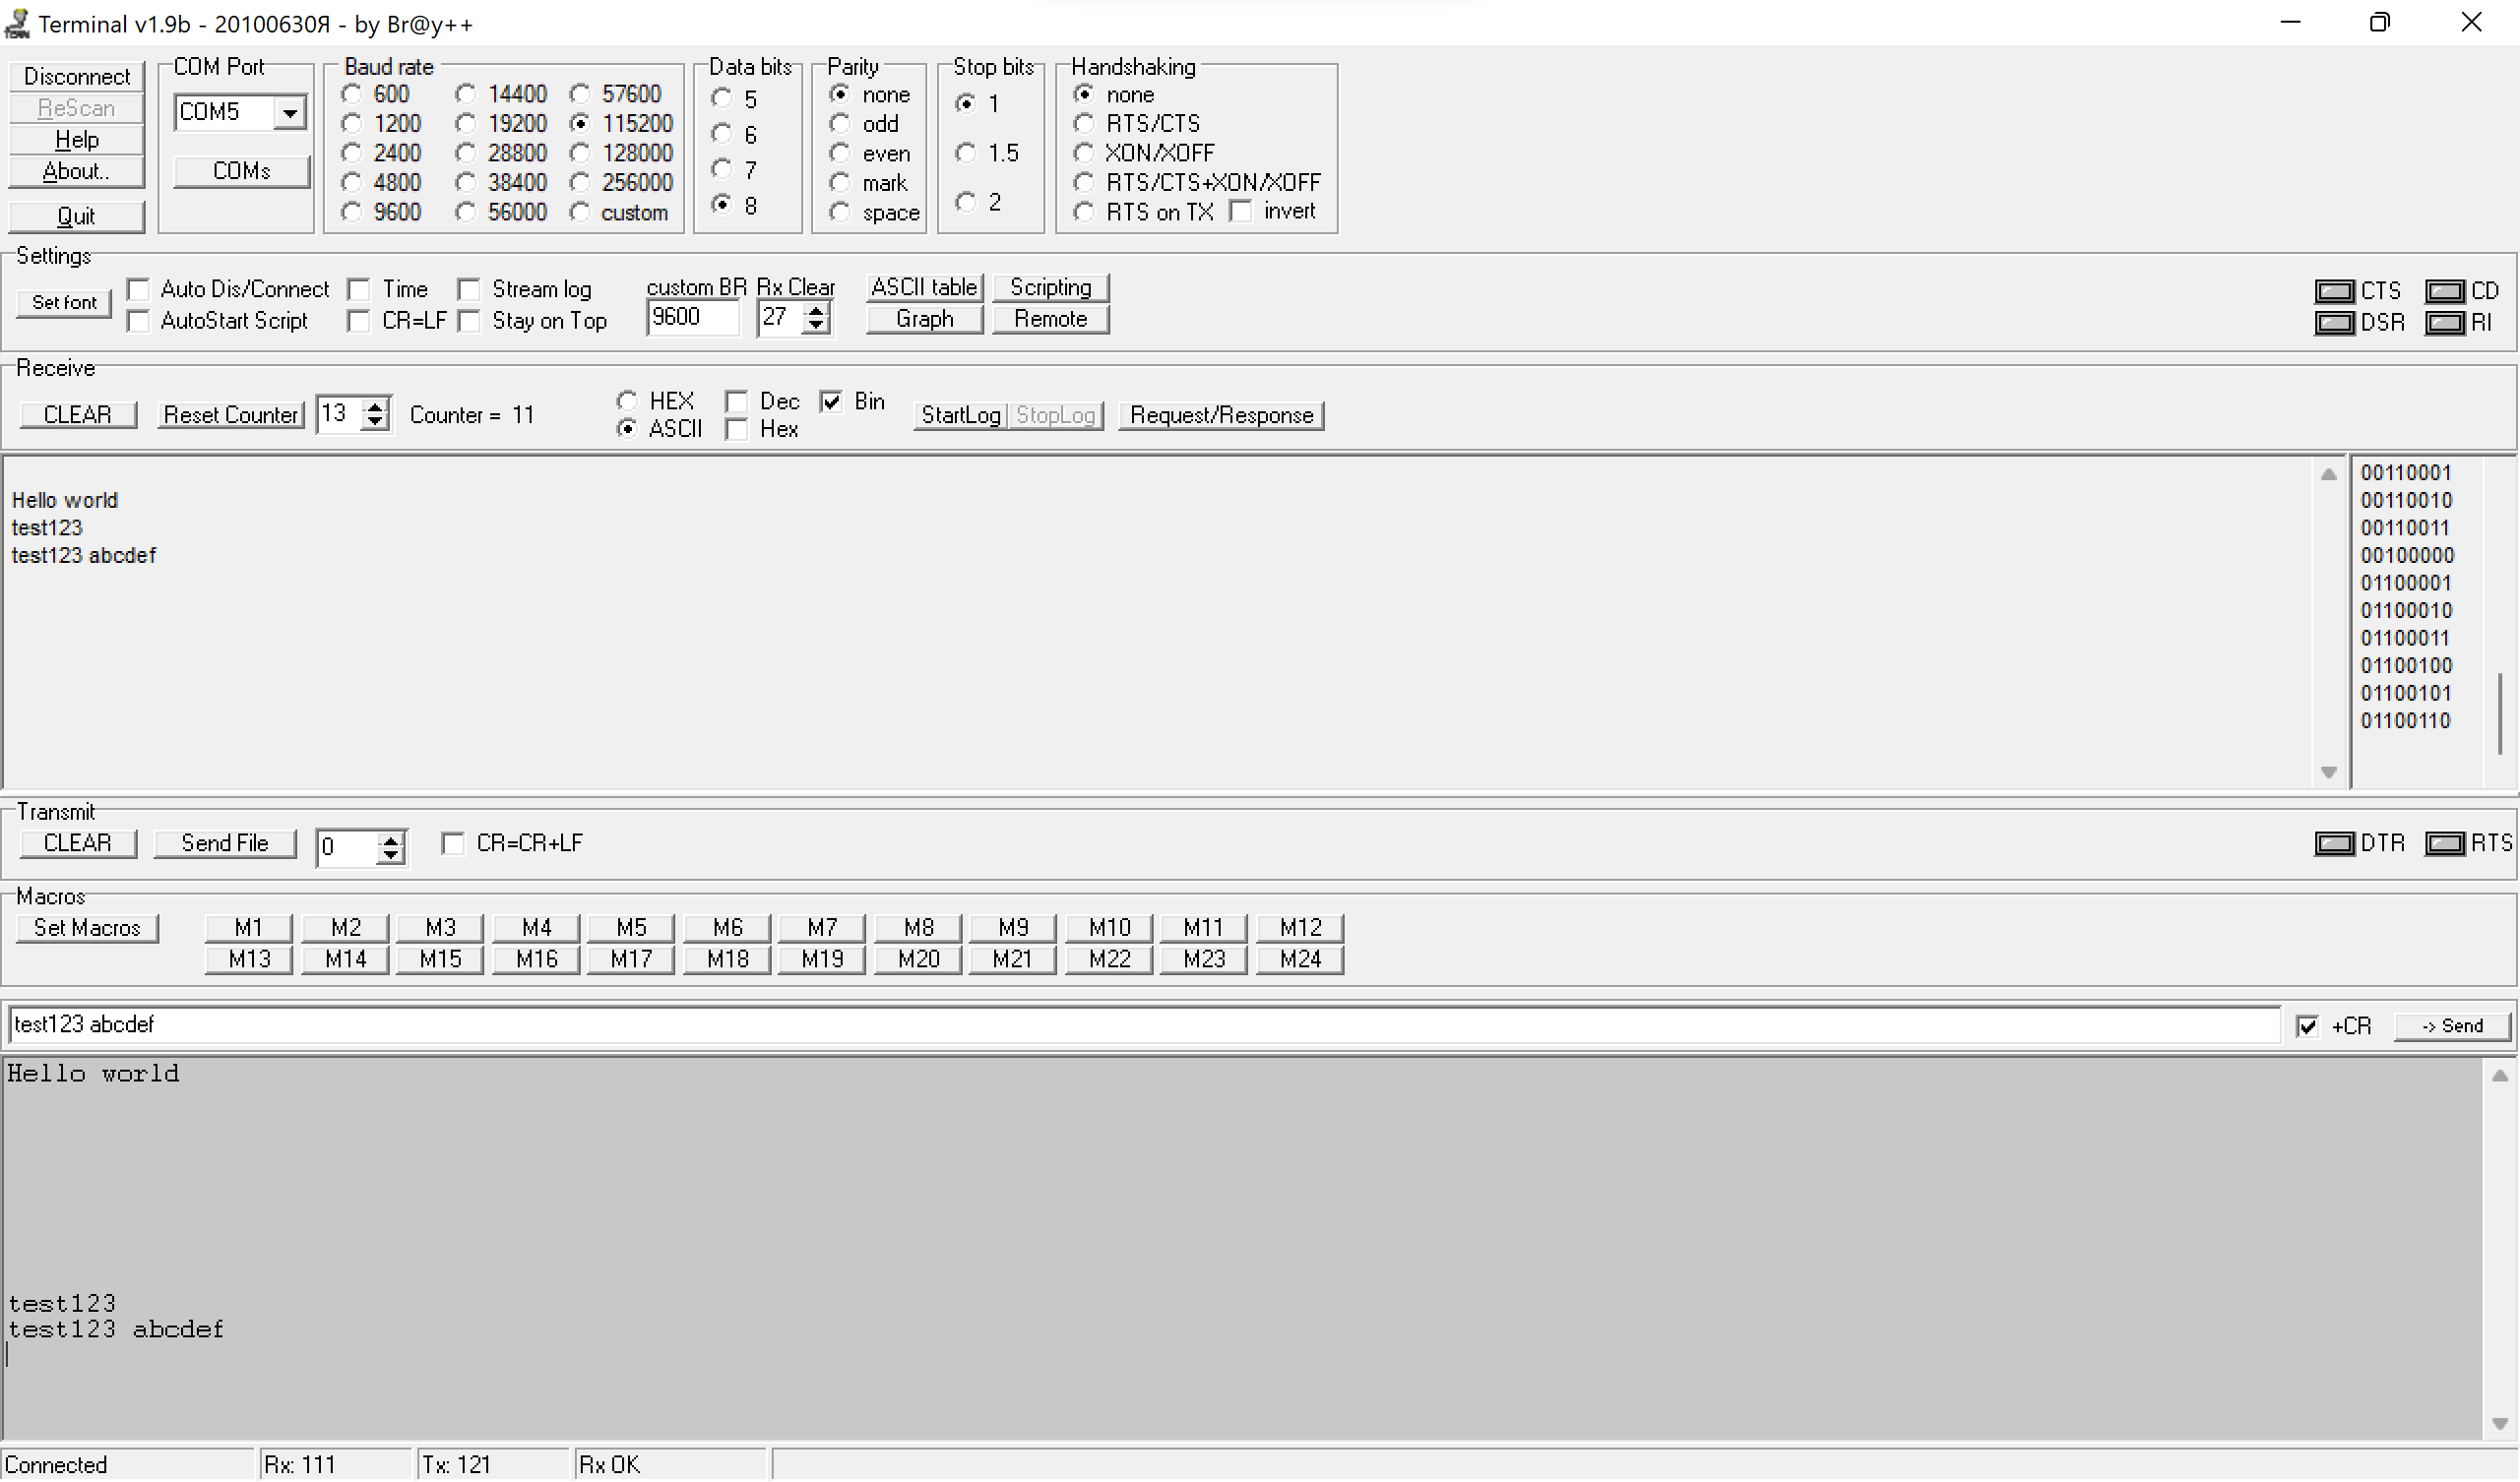 Terminal v1.9b - 20100630Я - by Br@y++
Disconnect
ReScan
Help
About..
Quit
COM Port
COM5
COMs
Baud rate
600 14400 57600
1200 19200 115200
2400 28800 128000
4800 38400 256000
9600 56000 custom
Data bits
5
6
7
8
Parity
none
odd
even
mark
space
Stop bits
1
1.5
2
Handshaking
none
RTS/CTS
XON/XOFF
RTS/CTS+XON/XOFF
RTS on TX invert
Settings
Set font
Auto Dis/Connect Time Stream log
AutoStart Script CR=LF Stay on Top
custom BR Rx Clear
9600 27
ASCII table Scripting
Graph Remote
CTS CD
DSR RI
Receive
CLEAR Reset Counter 13 Counter = 11
HEX Dec Bin
ASCII Hex
StartLog StopLog Request/Response
Hello world
test123
test123 abcdef
00110001
00110010
00110011
00100000
01100001
01100010
01100011
01100100
01100101
01100110
Transmit
CLEAR Send File 0 CR=CR+LF DTR RTS
Macros
Set Macros M1 M2 M3 M4 M5 M6 M7 M8 M9 M10 M11 M12
M13 M14 M15 M16 M17 M18 M19 M20 M21 M22 M23 M24
test123 abcdef +CR -> Send
Hello world
test123
test123 abcdef
Connected Rx: 111 Tx: 121 Rx OK